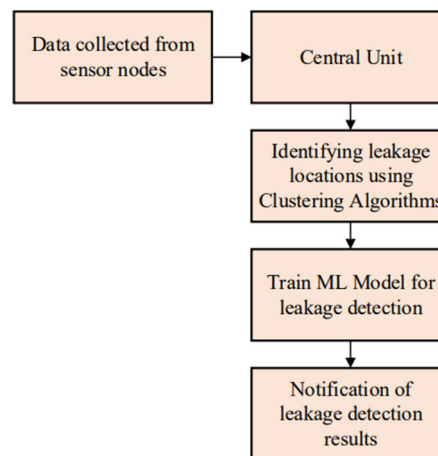 Data collected from
sensor nodes
Central Unit
Identifying leakage
locations using
Clustering Algorithms
Train ML Model for
leakage detection
Notification of
leakage detection
results